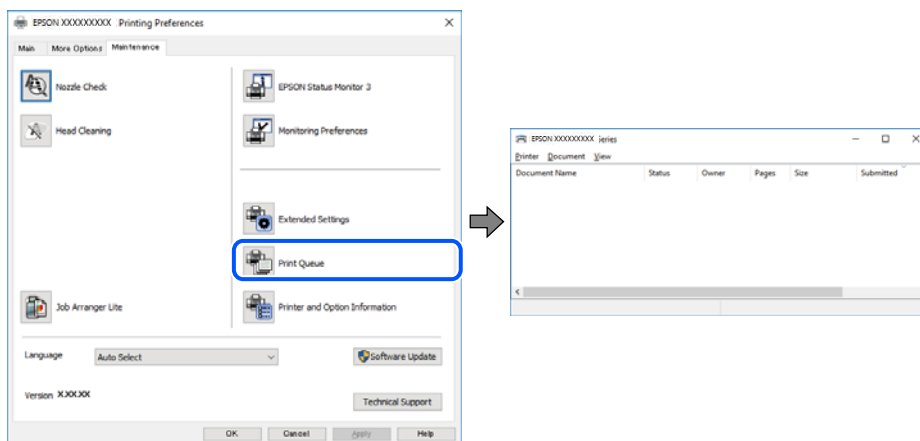 EPSON XXXXXXXXX Printing Preferences
Main More Options Maintenance
Nozzle Check
EPSON Status Monitor 3
Head Cleaning
Monitoring Preferences
Extended Settings
Print Queue
Job Arranger Lite
Printer and Option Information
Language Auto Select
Software Update
Version X.XX.XX
Technical Support
OK Cancel Apply Help
EPSON XXXXXXXXX ieries
Printer Document View
Document Name Status Owner Pages Size Submitted